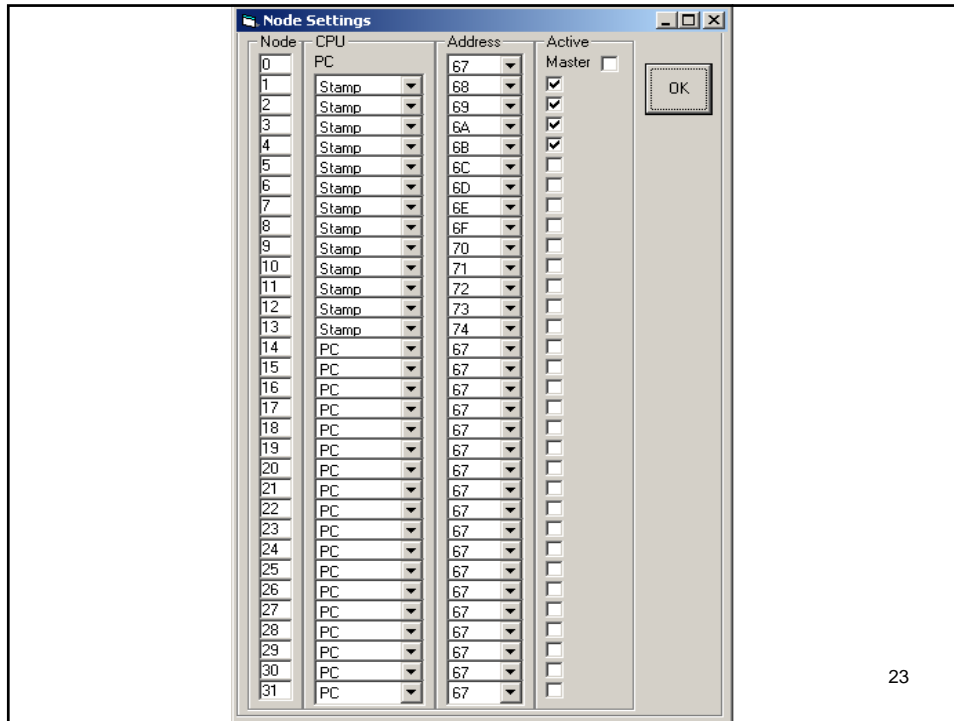 Node Settings
Node CPU Address Active
0 PC 67 Master
OK
1 Stamp 68
2 Stamp 69
3 Stamp 6A
4 Stamp 6B
5 Stamp 6C
6 Stamp 6D
7 Stamp 6E
8 Stamp 6F
9 Stamp 70
10 Stamp 71
11 Stamp 72
12 Stamp 73
13 Stamp 74
14 PC 67
15 PC 67
16 PC 67
17 PC 67
18 PC 67
19 PC 67
20 PC 67
21 PC 67
22 PC 67
23 PC 67
24 PC 67
25 PC 67
26 PC 67
27 PC 67
28 PC 67
29 PC 67
30 PC 67
31 PC 67
23